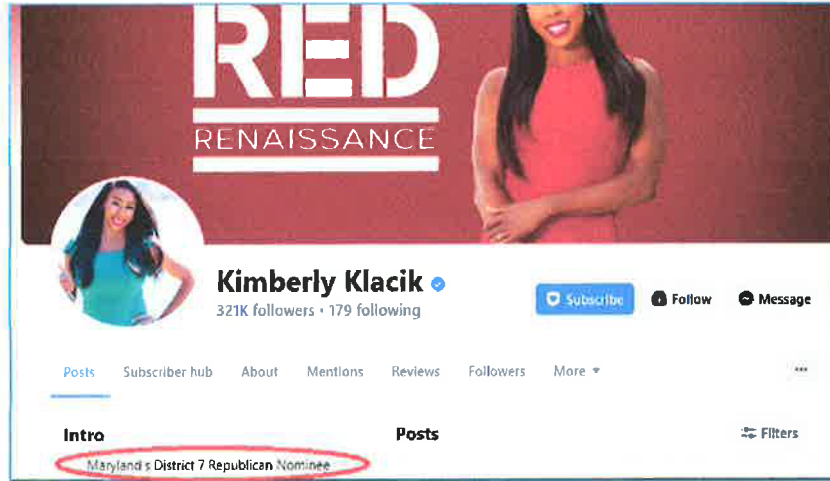 RED
RENAISSANCE
Kimberly Klacik
321K followers • 179 following
Subscribe
Follow
Message
Posts
Subscriber hub
About
Mentions
Reviews
Followers
More
Intro
Posts
Filters
Maryland's District 7 Republican Nominee